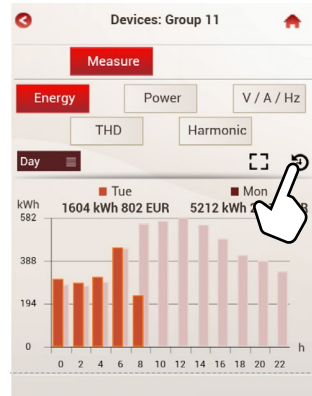 Devices: Group 11
Measure
Energy Power V / A / Hz
THD Harmonic
Day
Tue Mon
kWh 1604 kWh 802 EUR 5212 kWh
582
388
194
0 h
0 2 4 6 8 10 12 14 16 18 20 22